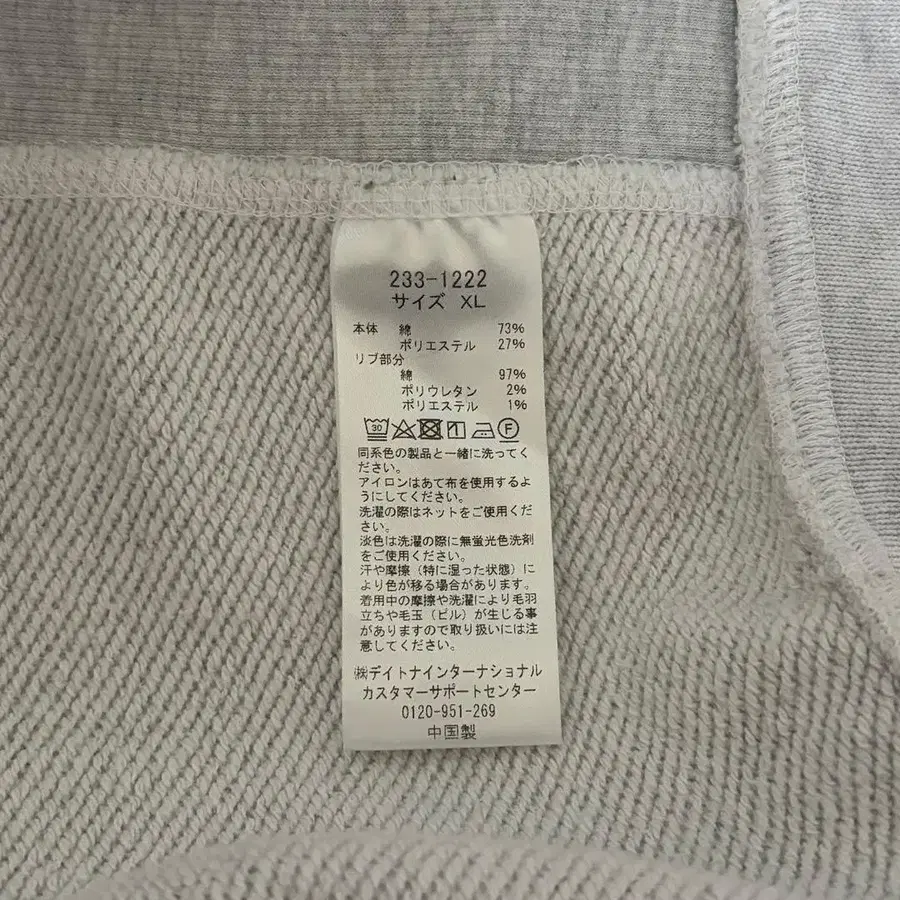 233-1222
サイズ XL
本体 綿 73%
ポリエステル 27%
リブ部分
綿 97%
ポリウレタン 2%
ポリエステル 1%
30 F
同系色の製品と一緒に洗ってく
ださい。
アイロンはあて布を使用するよ
うにしてください。
洗濯の際はネットをご使用くだ
さい。
淡色は洗濯の際に無蛍光色洗剤
をご使用ください。
汗や摩擦（特に湿った状態）に
より色が移る場合があります。
着用中の摩擦や洗濯により毛羽
立ちや毛玉（ピル）が生じる事
がありますので取り扱いには注
意してください。
㈱デイトナインターナショナル
カスタマーサポートセンター
0120-951-269
中国製